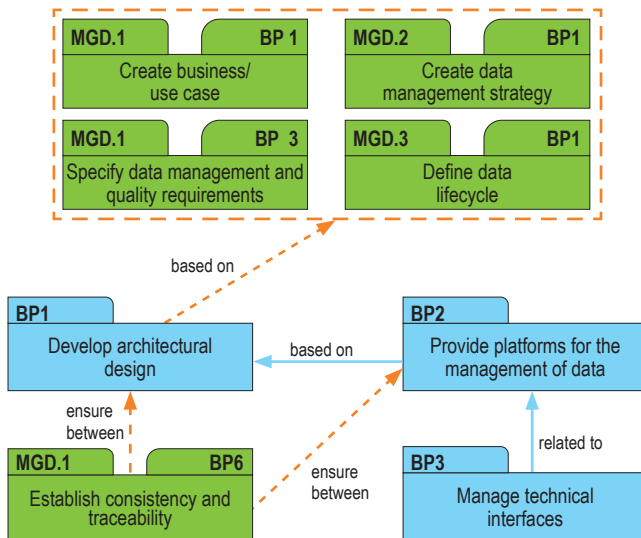 MGD.1 BP 1
Create business/
use case
MGD.2 BP1
Create data
management strategy
MGD.1 BP 3
Specify data management and
quality requirements
MGD.3 BP1
Define data
lifecycle
based on
BP1
Develop architectural
design
based on
BP2
Provide platforms for the
management of data
ensure
between
ensure
between
related to
MGD.1 BP6
Establish consistency and
traceability
BP3
Manage technical
interfaces